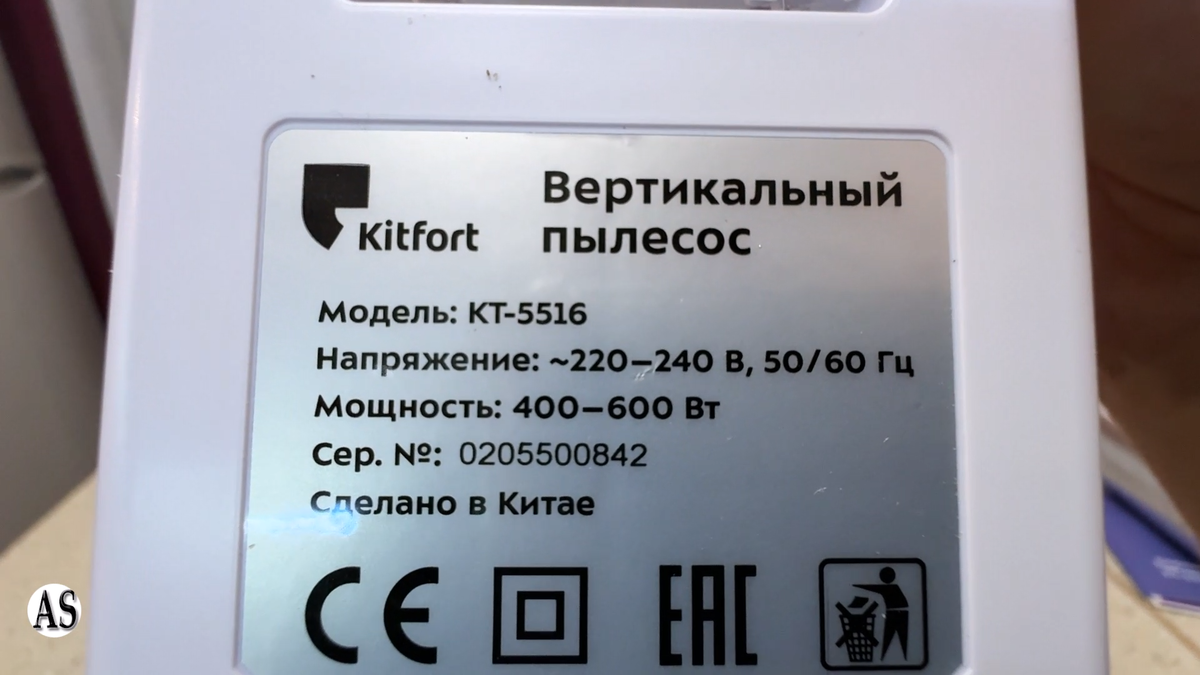 Kitfort
Вертикальный
пылесос
Модель: КТ-5516
Напряжение: ~220–240 В, 50/60 Гц
Мощность: 400–600 Вт
Сер. №: 0205500842
Сделано в Китае
CE EAC
AS